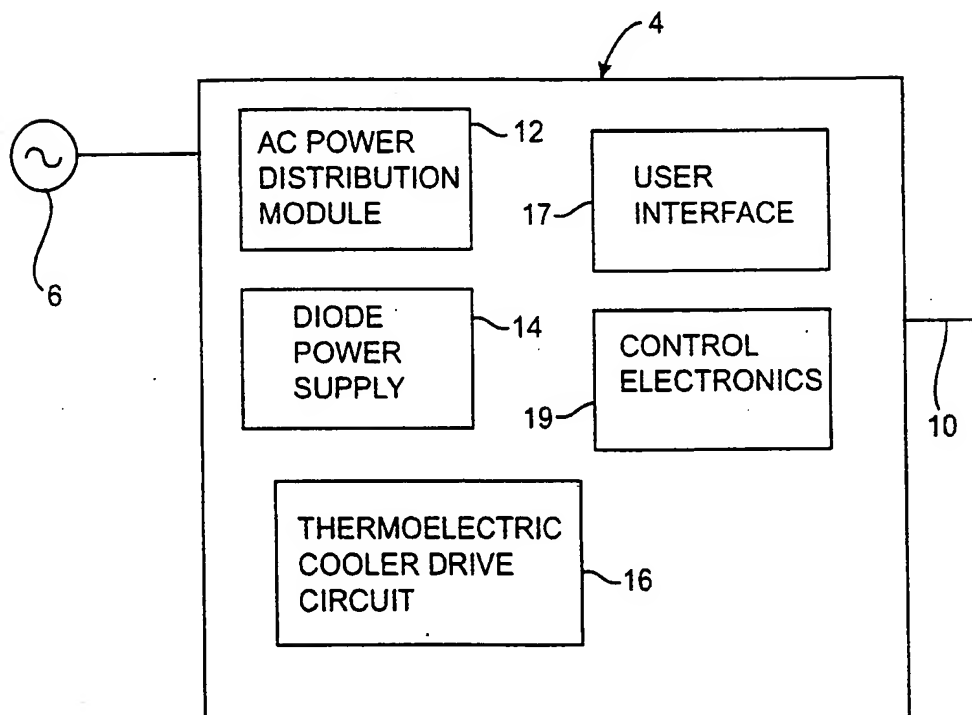 4
AC POWER
DISTRIBUTION
MODULE
12
USER
INTERFACE
17
6
DIODE
POWER
SUPPLY
14
CONTROL
ELECTRONICS
19
10
THERMOELECTRIC
COOLER DRIVE
CIRCUIT
16